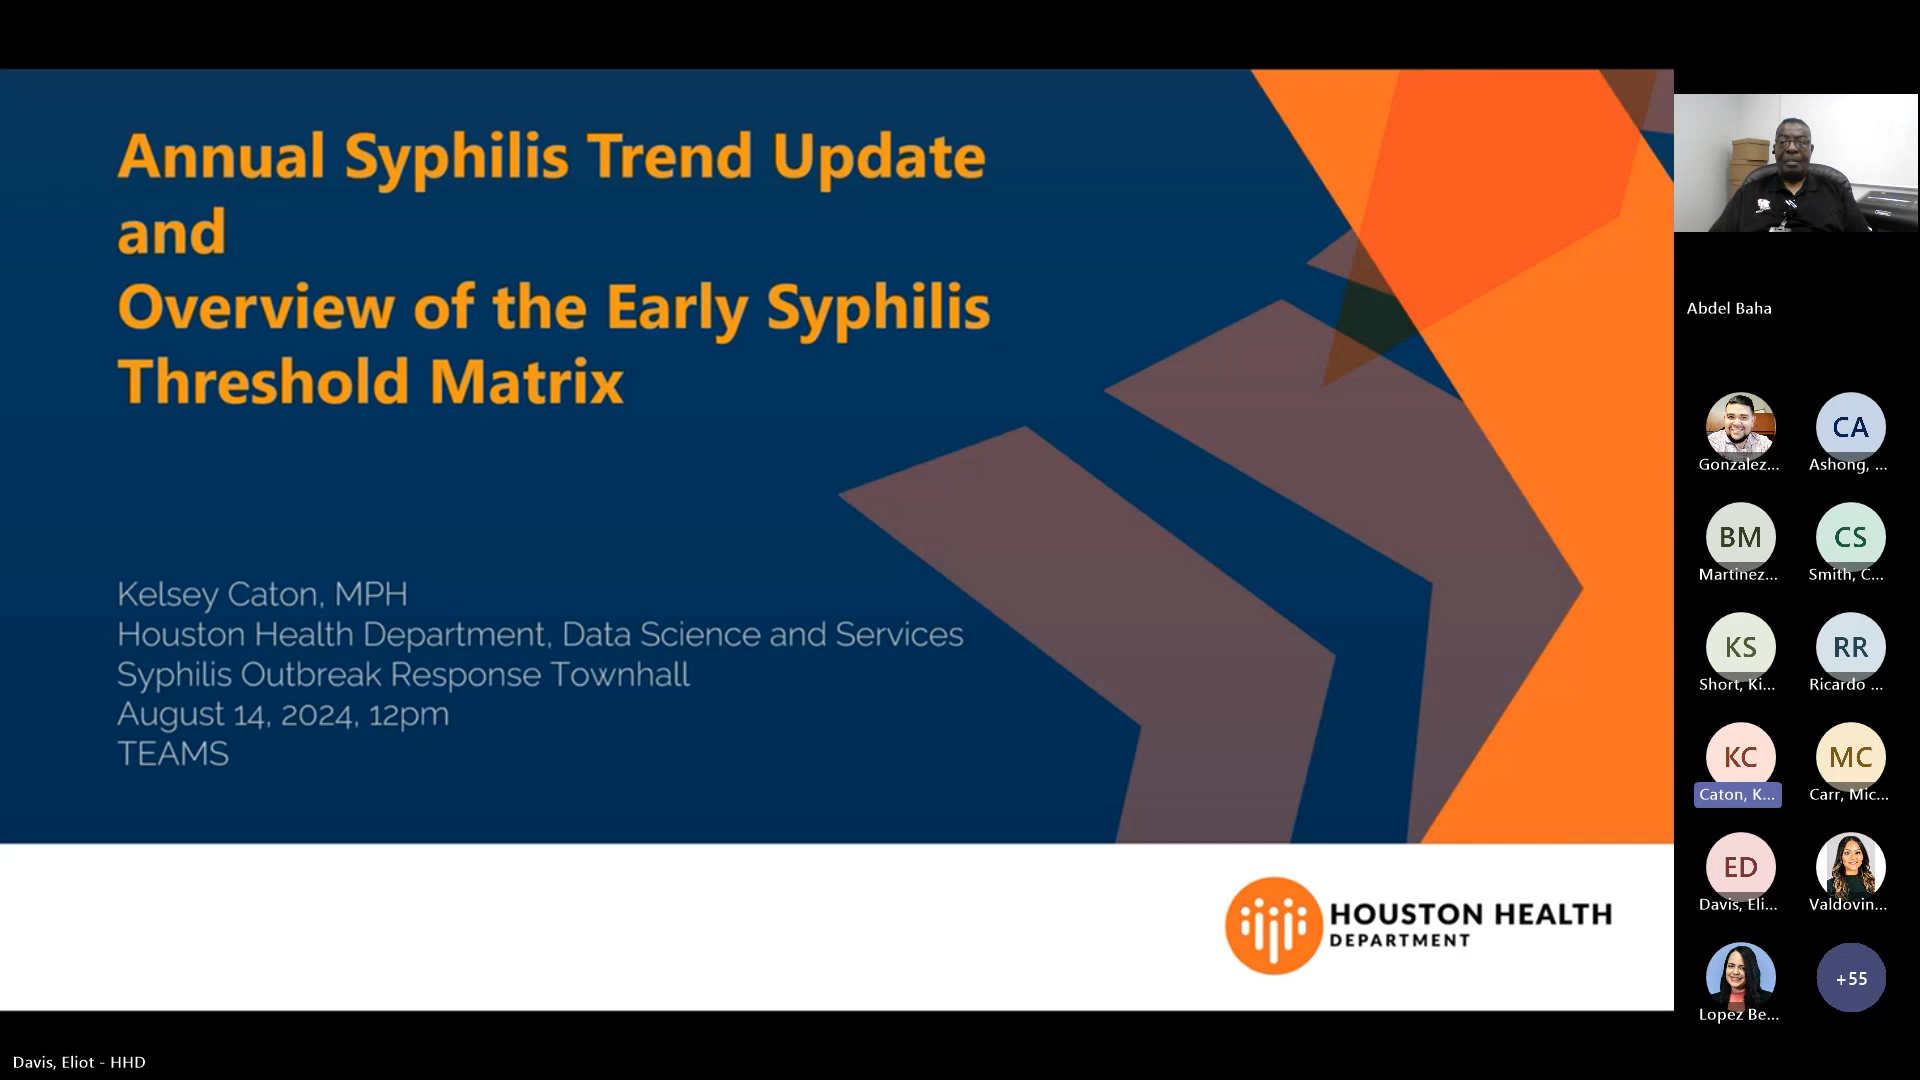 Annual Syphilis Trend Update
and
Overview of the Early Syphilis
Threshold Matrix
Kelsey Caton, MPH
Houston Health Department, Data Science and Services
Syphilis Outbreak Response Townhall
August 14, 2024, 12pm
TEAMS
HOUSTON HEALTH
DEPARTMENT
Abdel Baha
Gonzalez...
CA
Ashong, ...
BM
Martinez...
CS
Smith, C...
KS
Short, Ki...
RR
Ricardo ...
KC
Caton, K...
MC
Carr, Mic...
ED
Davis, Eli...
Valdovin...
Lopez Be...
+55
Davis, Eliot - HHD